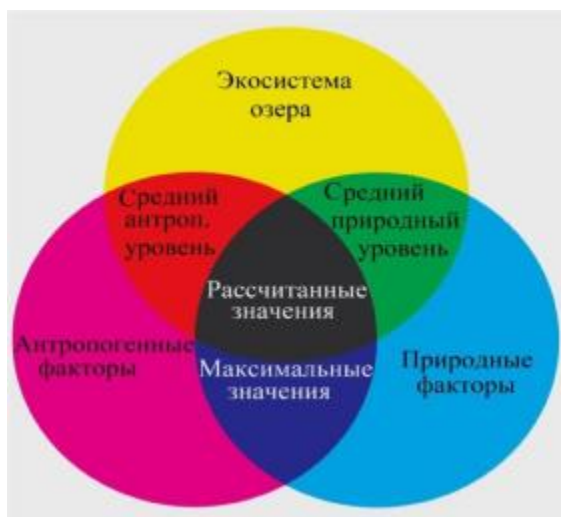 Экосистема
озера
Средний
антроп.
уровень
Средний
природный
уровень
Рассчитанные
значения
Антропогенные
факторы
Максимальные
значения
Природные
факторы